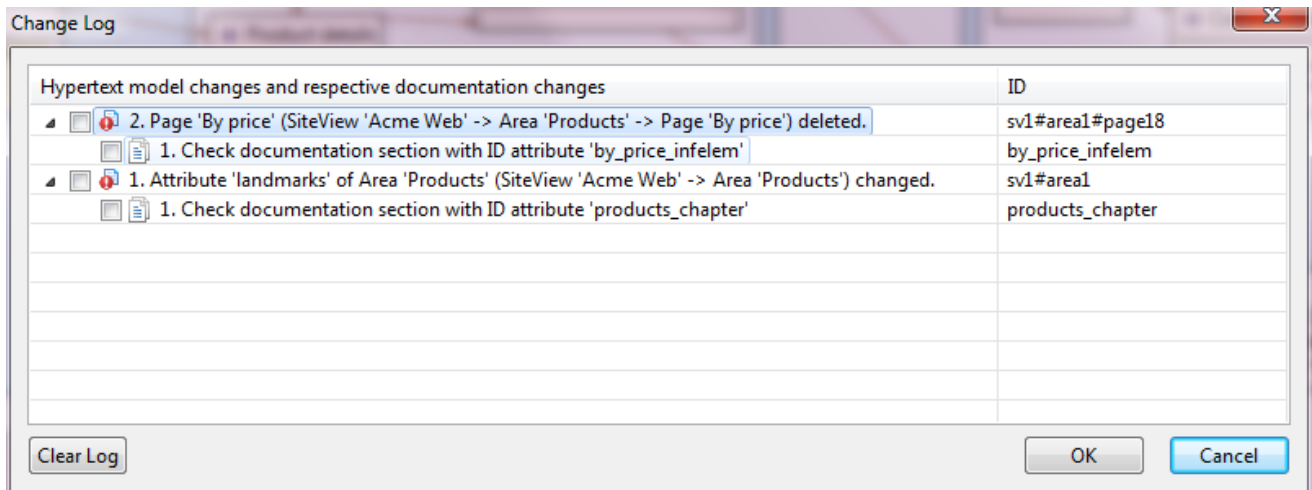 Product details
Change Log
Hypertext model changes and respective documentation changes ID
2. Page 'By price' (SiteView 'Acme Web' -> Area 'Products' -> Page 'By price') deleted. sv1#area1#page18
1. Check documentation section with ID attribute 'by_price_infelem' by_price_infelem
1. Attribute 'landmarks' of Area 'Products' (SiteView 'Acme Web' -> Area 'Products') changed. sv1#area1
1. Check documentation section with ID attribute 'products_chapter' products_chapter
Clear Log OK Cancel